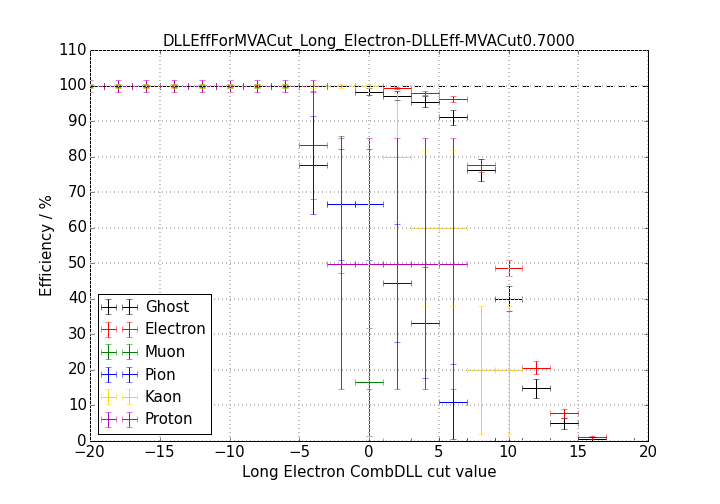 DLLEffForMVACut_Long_Electron-DLLEff-MVACut0.7000
110
100
90
80
70
60
50
40
30
20
10
0
Efficiency / %
Ghost
Electron
Muon
Pion
Kaon
Proton
−20 −15 −10 −5 0 5 10 15 20
Long Electron CombDLL cut value